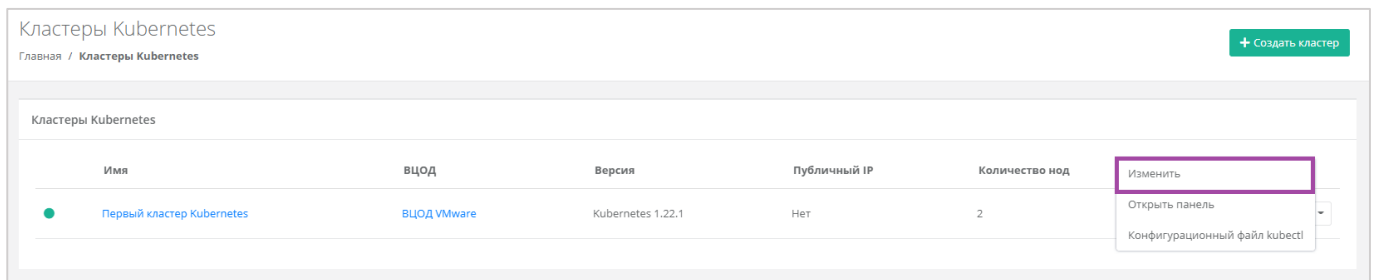 Кластеры Kubernetes
Главная / Кластеры Kubernetes
+ Создать кластер
Кластеры Kubernetes
Имя ВЦОД Версия Публичный IP Количество нод
Изменить
Первый кластер Kubernetes ВЦОД VMware Kubernetes 1.22.1 Нет 2
Открыть панель
Конфигурационный файл kubectl